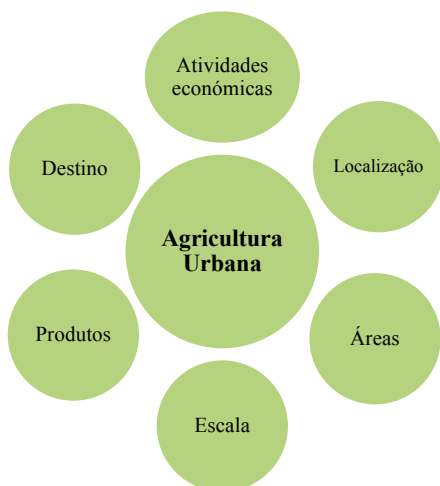 Atividades
económicas
Destino
Localização
Agricultura
Urbana
Produtos
Áreas
Escala